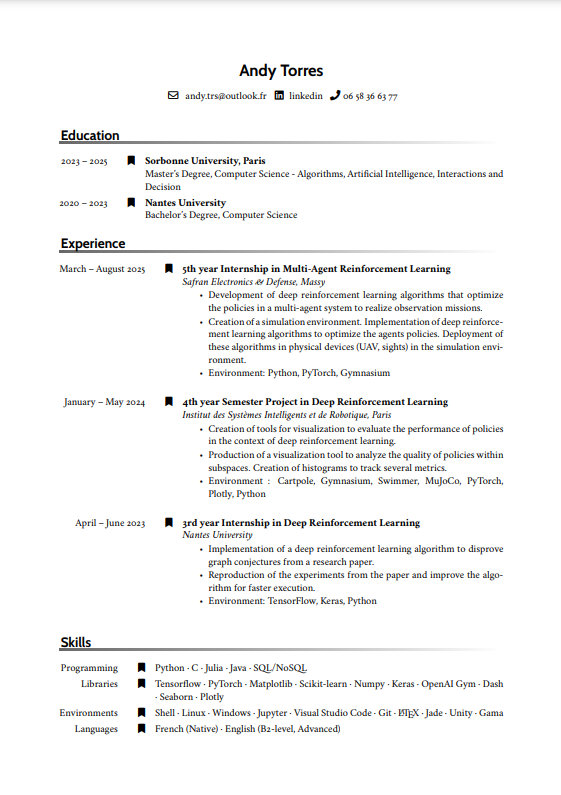 Andy Torres
andy.trs@outlook.fr linkedin 06 58 36 63 77
Education
2023 – 2025 Sorbonne University, Paris
Master's Degree, Computer Science - Algorithms, Artificial Intelligence, Interactions and
Decision
2020 – 2023 Nantes University
Bachelor's Degree, Computer Science
Experience
March – August 2025 5th year Internship in Multi-Agent Reinforcement Learning
Safran Electronics & Defense, Massy
• Development of deep reinforcement learning algorithms that optimize
the policies in a multi-agent system to realize observation missions.
• Creation of a simulation environment. Implementation of deep reinforce-
ment learning algorithms to optimize the agents policies. Deployment of
these algorithms in physical devices (UAV, sights) in the simulation envi-
ronment.
• Environment: Python, PyTorch, Gymnasium
January – May 2024 4th year Semester Project in Deep Reinforcement Learning
Institut des Systèmes Intelligents et de Robotique, Paris
• Creation of tools for visualization to evaluate the performance of policies
in the context of deep reinforcement learning.
• Production of a visualization tool to analyze the quality of policies within
subspaces. Creation of histograms to track several metrics.
• Environment : Cartpole, Gymnasium, Swimmer, MuJoCo, PyTorch,
Plotly, Python
April – June 2023 3rd year Internship in Deep Reinforcement Learning
Nantes University
• Implementation of a deep reinforcement learning algorithm to disprove
graph conjectures from a research paper.
• Reproduction of the experiments from the paper and improve the algo-
rithm for faster execution.
• Environment: TensorFlow, Keras, Python
Skills
Programming Python · C · Julia · Java · SQL/NoSQL
Libraries Tensorflow · PyTorch · Matplotlib · Scikit-learn · Numpy · Keras · OpenAI Gym · Dash
· Seaborn · Plotly
Environments Shell · Linux · Windows · Jupyter · Visual Studio Code · Git · LATEX · Jade · Unity · Gama
Languages French (Native) · English (B2-level, Advanced)